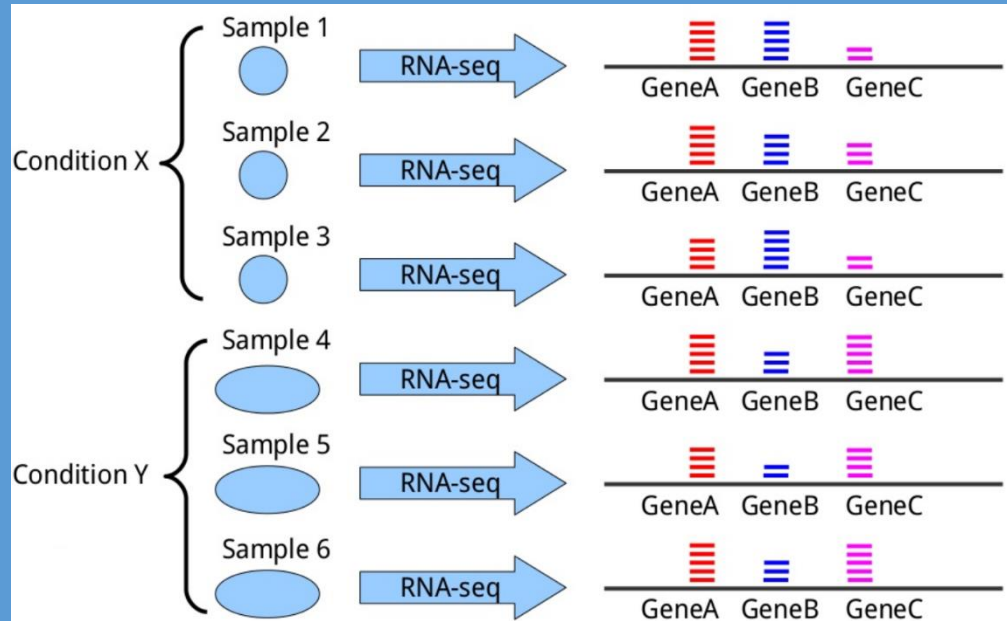 Sample 1
RNA-seq
GeneA GeneB GeneC
Condition X
Sample 2
RNA-seq
GeneA GeneB GeneC
Sample 3
RNA-seq
GeneA GeneB GeneC
Sample 4
RNA-seq
GeneA GeneB GeneC
Condition Y
Sample 5
RNA-seq
GeneA GeneB GeneC
Sample 6
RNA-seq
GeneA GeneB GeneC